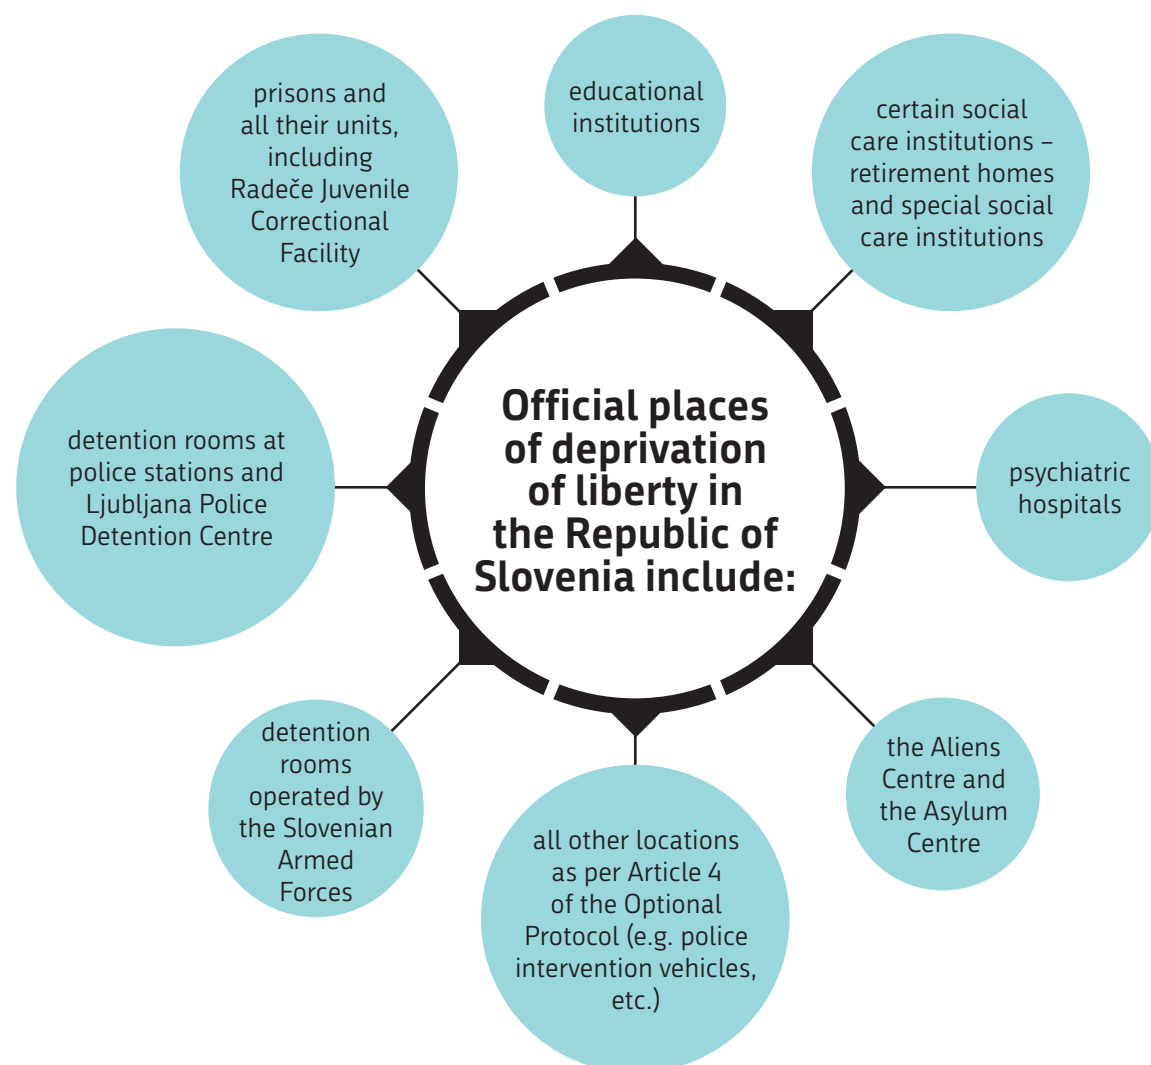 Official places
of deprivation
of liberty in
the Republic of
Slovenia include:
educational
institutions
certain social
care institutions –
retirement homes
and special social
care institutions
psychiatric
hospitals
the Aliens
Centre and
the Asylum
Centre
all other locations
as per Article 4
of the Optional
Protocol (e.g. police
intervention vehicles,
etc.)
detention
rooms
operated by
the Slovenian
Armed
Forces
detention rooms at
police stations and
Ljubljana Police
Detention Centre
prisons and
all their units,
including
Radeče Juvenile
Correctional
Facility